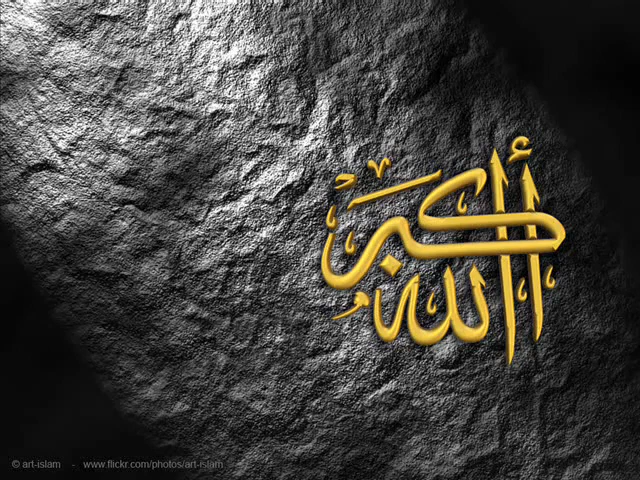 الله أكبر
© art-islam - www.flickr.com/photos/art-islam